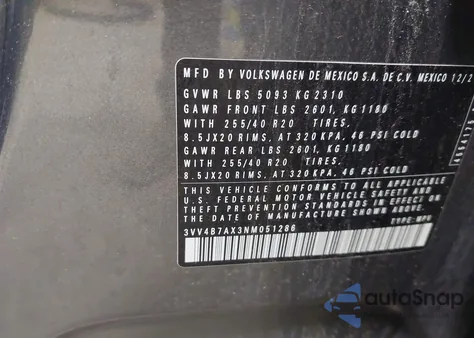 MFD BY VOLKSWAGEN DE MEXICO S.A. DE C.V. MEXICO 12/2
GVWR LBS 5093 KG 2310
GAWR FRONT LBS 2601, KG 1180
WITH 255/40 R20 TIRES,
8.5JX20 RIMS, AT 320 KPA, 46 PSI COLD
GAWR REAR LBS 2601, KG 1180
WITH 255/40 R20 TIRES,
8.5JX20 RIMS, AT 320 KPA, 46 PSI COLD
THIS VEHICLE CONFORMS TO ALL APPLICABLE
U.S. FEDERAL MOTOR VEHICLE SAFETY AND
THEFT PREVENTION STANDARDS IN EFFECT ON
THE DATE OF MANUFACTURE SHOWN ABOVE.
3VV4B7AX3NM051286 TYPE: MPV
autoSnap